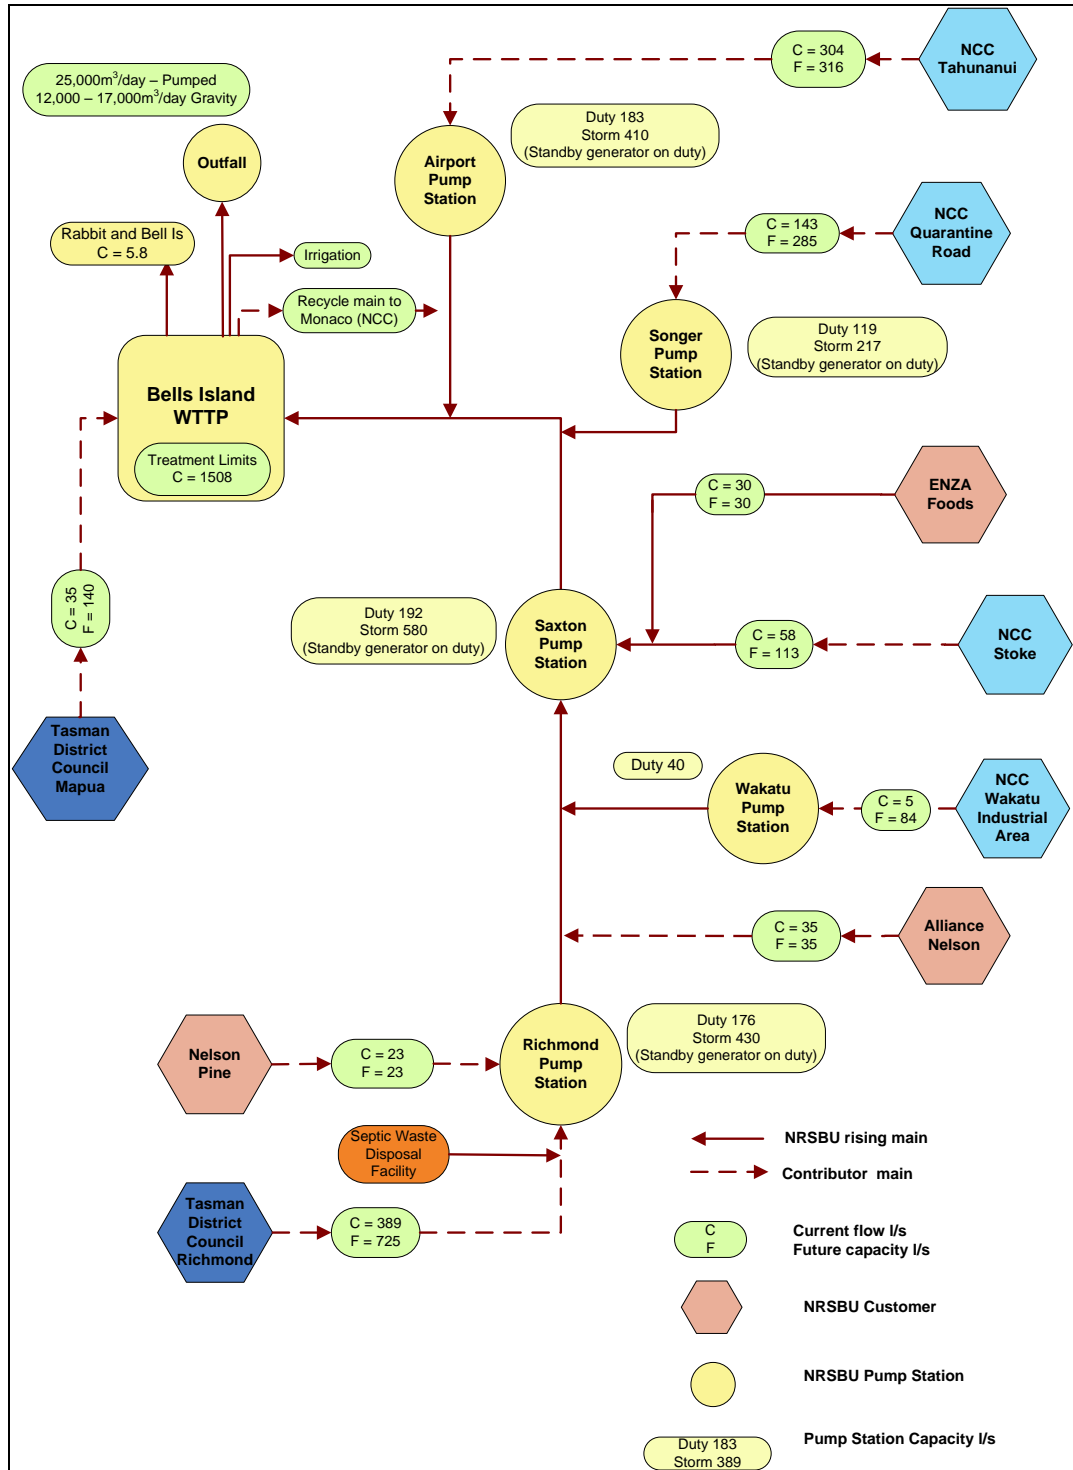 25,000m³/day – Pumped
12,000 – 17,000m³/day Gravity
Outfall
Rabbit and Bell Is
C = 5.8
Irrigation
Recycle main to
Monaco (NCC)
Bells Island
WTTP
Treatment Limits
C = 1508
C = 35
F = 140
Tasman
District
Council
Mapua
C = 304
F = 316
NCC
Tahunanui
Duty 183
Storm 410
(Standby generator on duty)
Airport
Pump
Station
C = 143
F = 285
NCC
Quarantine
Road
Songer
Pump
Station
Duty 119
Storm 217
(Standby generator on duty)
C = 30
F = 30
ENZA
Foods
Duty 192
Storm 580
(Standby generator on duty)
Saxton
Pump
Station
C = 58
F = 113
NCC
Stoke
Duty 40
Wakatu
Pump
Station
C = 5
F = 84
NCC
Wakatu
Industrial
Area
C = 35
F = 35
Alliance
Nelson
Nelson
Pine
C = 23
F = 23
Richmond
Pump
Station
Duty 176
Storm 430
(Standby generator on duty)
Septic Waste
Disposal
Facility
Tasman
District
Council
Richmond
C = 389
F = 725
NRSBU rising main
Contributor main
C
F
Current flow l/s
Future capacity l/s
NRSBU Customer
NRSBU Pump Station
Duty 183
Storm 389
Pump Station Capacity l/s